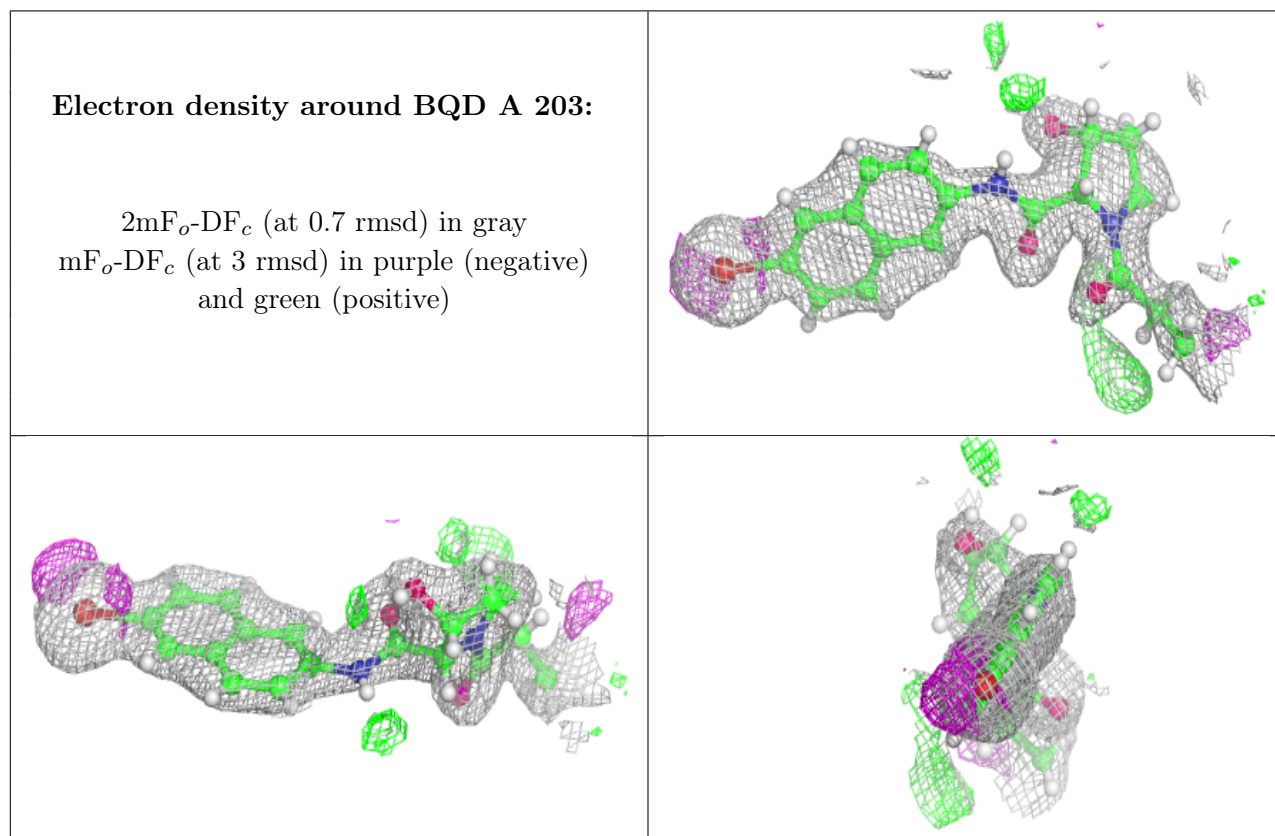 Electron density around BQD A 203:
2mFo-DFc (at 0.7 rmsd) in gray
mFo-DFc (at 3 rmsd) in purple (negative)
and green (positive)